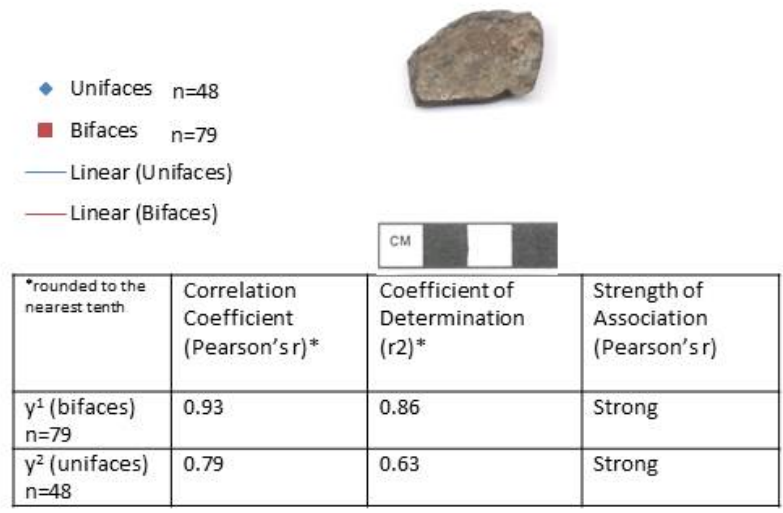 Unifaces n=48
Bifaces n=79
Linear (Unifaces)
Linear (Bifaces)
CM
*rounded to the
nearest tenth
Correlation
Coefficient
(Pearson's r)*
Coefficient of
Determination
(r2)*
Strength of
Association
(Pearson's r)
y¹ (bifaces)
n=79
0.93
0.86
Strong
y² (unifaces)
n=48
0.79
0.63
Strong